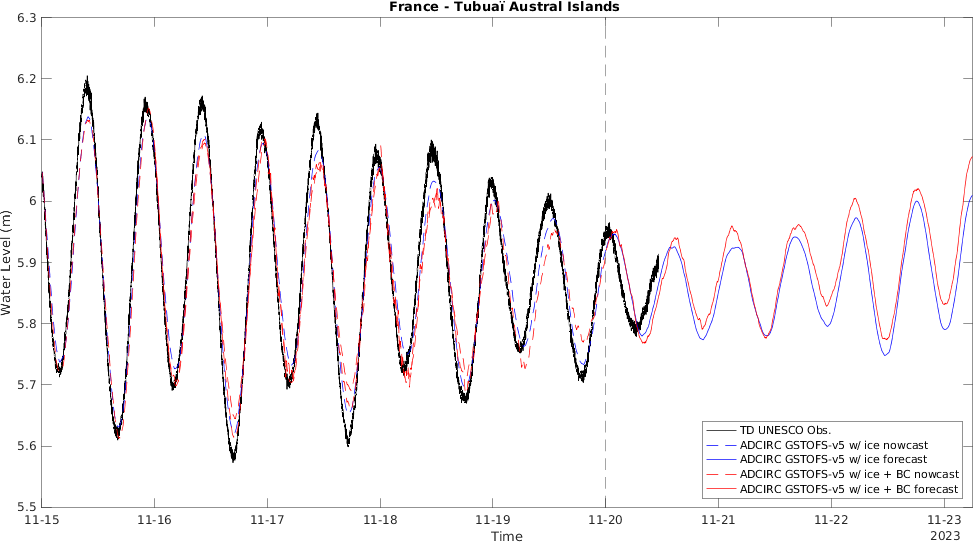 France - Tubuaï Austral Islands
6.3
6.2
6.1
6
5.9
5.8
5.7
5.6
5.5
Water Level (m)
TD UNESCO Obs.
ADCIRC GSTOFS-v5 w/ ice nowcast
ADCIRC GSTOFS-v5 w/ ice forecast
ADCIRC GSTOFS-v5 w/ ice + BC nowcast
ADCIRC GSTOFS-v5 w/ ice + BC forecast
11-15 11-16 11-17 11-18 11-19 11-20 11-21 11-22 11-23
Time
2023